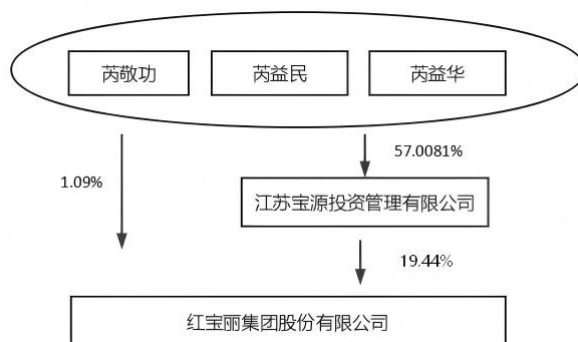 芮敬功 芮益民 芮益华
57.0081%
1.09%
江苏宝源投资管理有限公司
19.44%
红宝丽集团股份有限公司